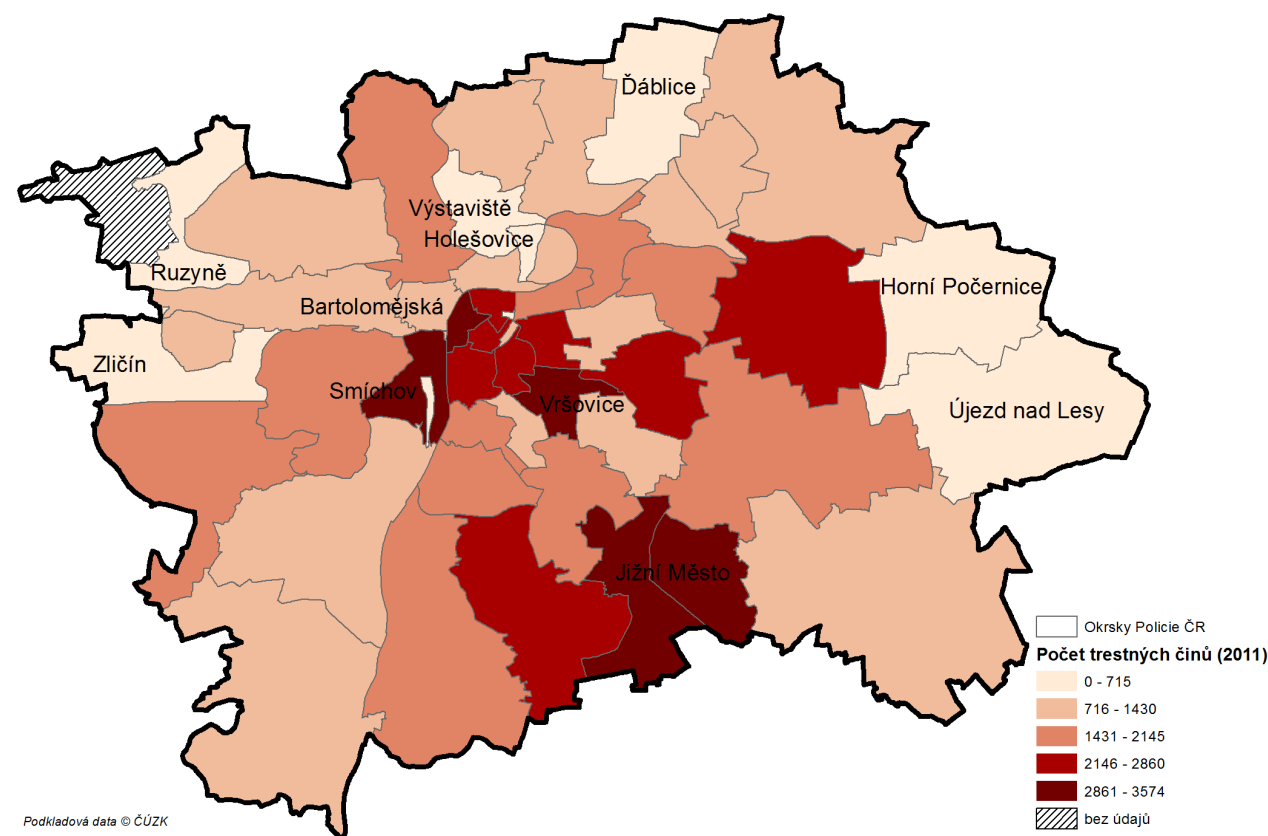 Ďáblice
Výstaviště
Holešovice
Ruzyně
Horní Počernice
Bartolomějská
Zličín
Smíchov
Vršovice
Újezd nad Lesy
Jižní Město
Okrsky Policie ČR
Počet trestných činů (2011)
0 - 715
716 - 1430
1431 - 2145
2146 - 2860
2861 - 3574
bez údajů
Podkladová data © ČÚZK